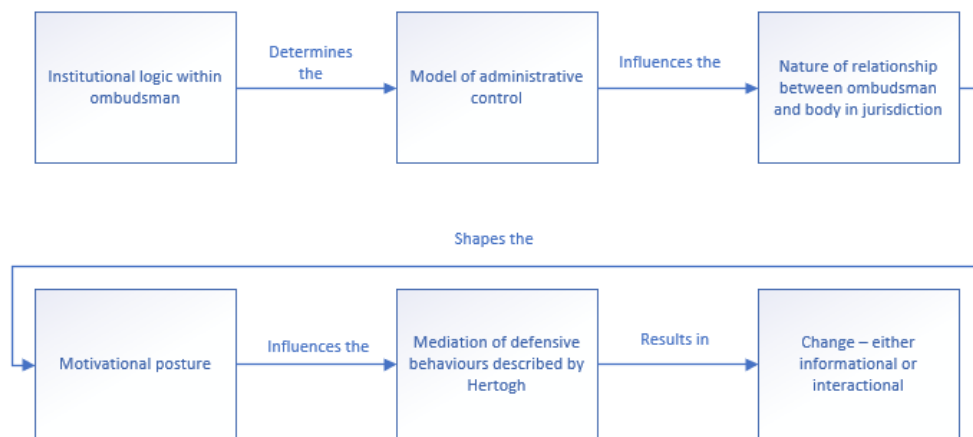 Institutional logic within
ombudsman
Determines
the
Model of administrative
control
Influences the
Nature of relationship
between ombudsman
and body in jurisdiction
Shapes the
Motivational posture
Influences the
Mediation of defensive
behaviours described by
Hertogh
Results in
Change – either
informational or
interactional